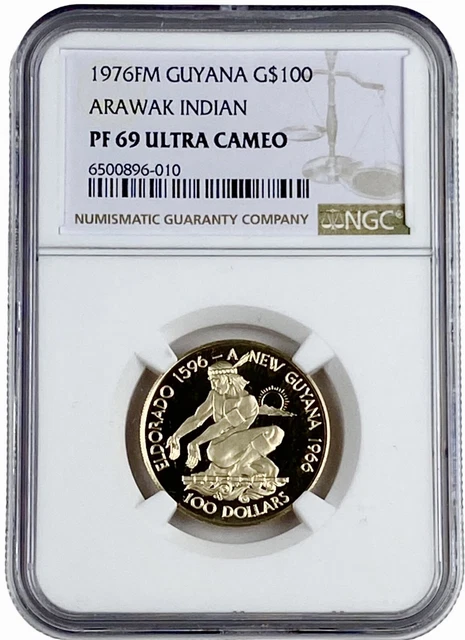 1976FM GUYANA G$100
ARAWAK INDIAN
PF 69 ULTRA CAMEO
6500896-010
NUMISMATIC GUARANTY COMPANY
NGC
ELDORADO 1596 – A NEW GUYANA 1966
100 DOLLARS